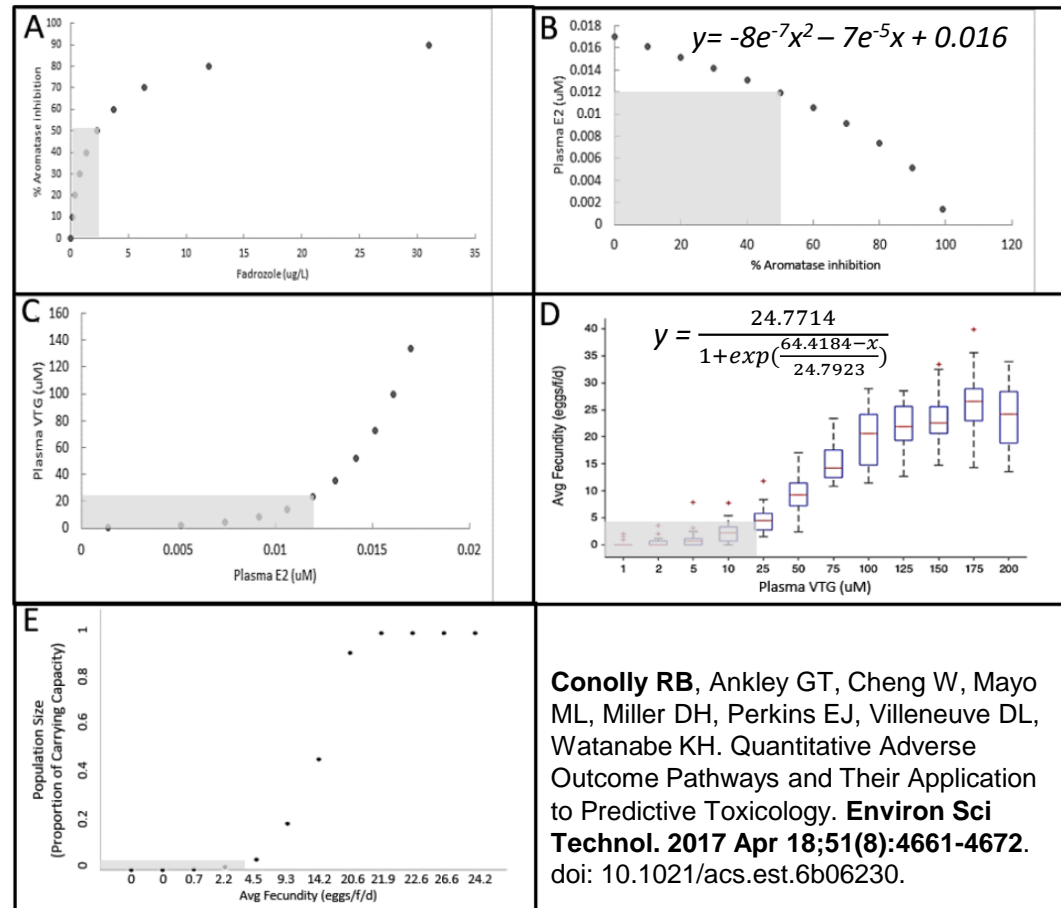 A
% Aromatase inhibition
100
90
80
70
60
50
40
30
20
10
0
0 5 10 15 20 25 30 35
Fadrozole (ug/L)
B
y= -8e⁻⁷x² – 7e⁻⁵x + 0.016
Plasma E2 (uM)
0.018
0.016
0.014
0.012
0.01
0.008
0.006
0.004
0.002
0
0 20 40 60 80 100 120
% Aromatase inhibition
C
Plasma VTG (uM)
160
140
120
100
80
60
40
20
0
0 0.005 0.01 0.015 0.02
Plasma E2 (uM)
D
y = 24.7714 / 1+exp((64.4184−x)/24.7923)
Avg Fecundity (eggs/f/d)
40
35
30
25
20
15
10
5
0
1 2 5 10 25 50 75 100 125 150 175 200
Plasma VTG (uM)
E
Population Size
(Proportion of Carrying Capacity)
1
0.8
0.6
0.4
0.2
0
0 0 0.7 2.2 4.5 9.3 14.2 20.6 21.9 22.6 26.6 24.2
Avg Fecundity (eggs/f/d)
Conolly RB, Ankley GT, Cheng W, Mayo
ML, Miller DH, Perkins EJ, Villeneuve DL,
Watanabe KH. Quantitative Adverse
Outcome Pathways and Their Application
to Predictive Toxicology. Environ Sci
Technol. 2017 Apr 18;51(8):4661-4672.
doi: 10.1021/acs.est.6b06230.